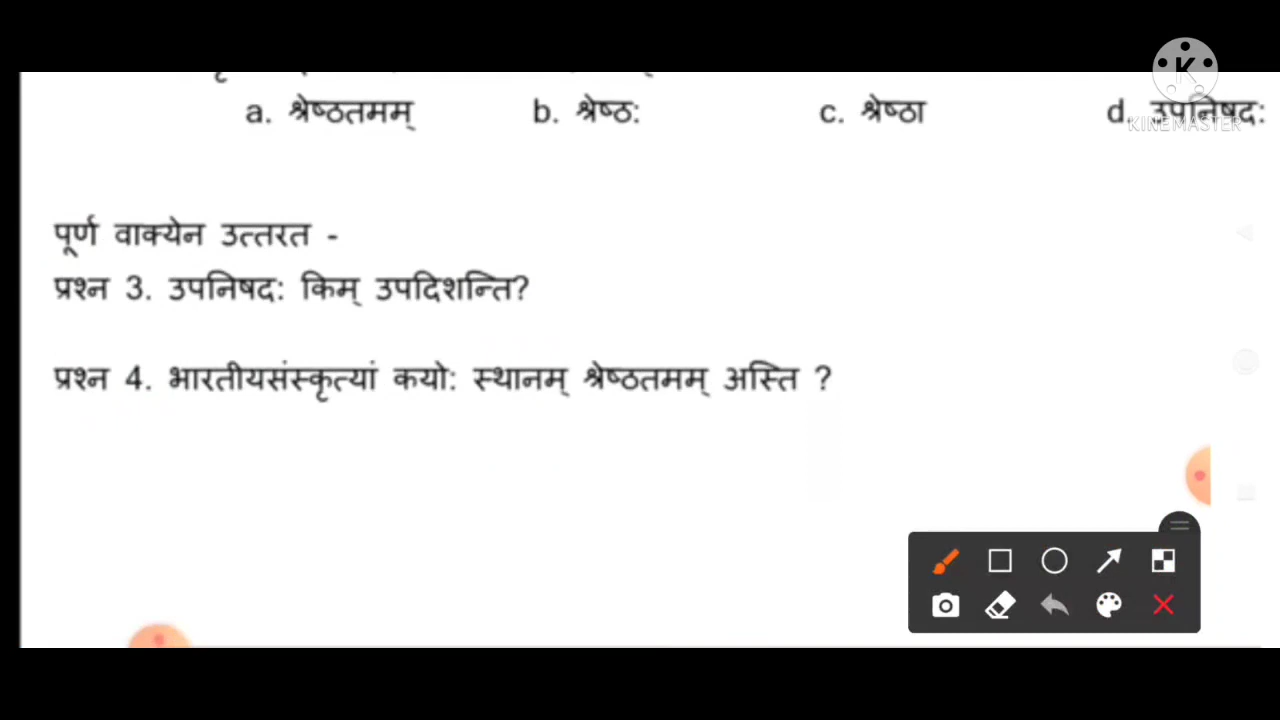 a. श्रेष्ठतमम् b. श्रेष्ठ: c. श्रेष्ठा d. उपनिषद:
K
KINEMASTER
पूर्ण वाक्येन उत्तरत -
प्रश्न 3. उपनिषद: किम् उपदिशन्ति?
प्रश्न 4. भारतीयसंस्कृत्यां कयो: स्थानम् श्रेष्ठतमम् अस्ति ?